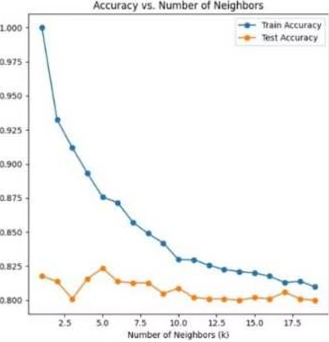 Accuracy vs. Number of Neighbors
Train Accuracy
Test Accuracy
1.000
0.975
0.950
0.925
0.900
0.875
0.850
0.825
0.800
2.5 5.0 7.5 10.0 12.5 15.0 17.5
Number of Neighbors (k)